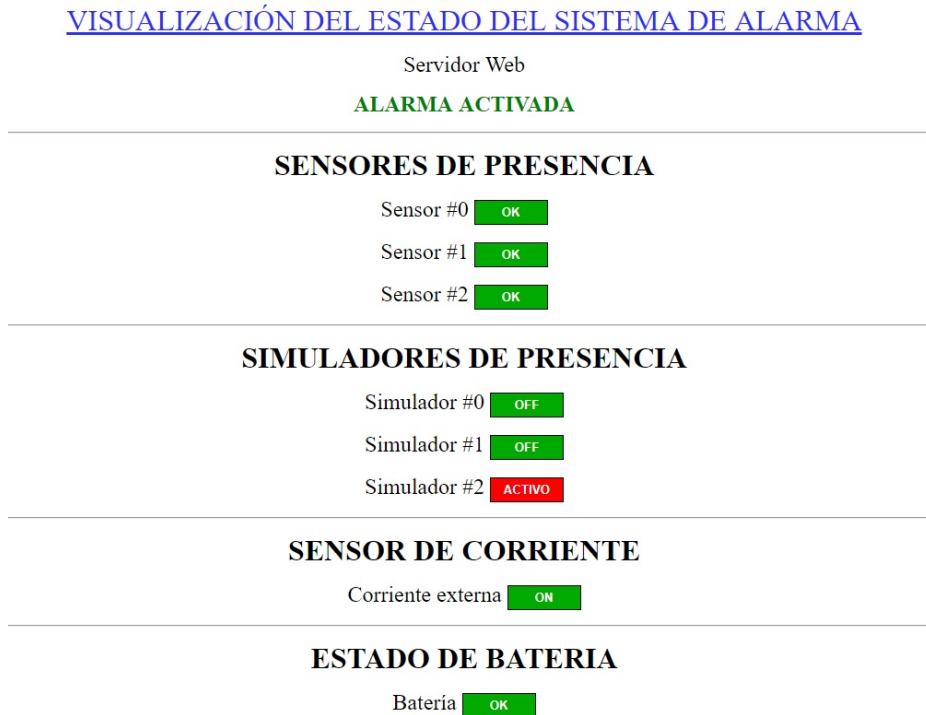 VISUALIZACIÓN DEL ESTADO DEL SISTEMA DE ALARMA
Servidor Web
ALARMA ACTIVADA
SENSORES DE PRESENCIA
Sensor #0 OK
Sensor #1 OK
Sensor #2 OK
SIMULADORES DE PRESENCIA
Simulador #0 OFF
Simulador #1 OFF
Simulador #2 ACTIVO
SENSOR DE CORRIENTE
Corriente externa ON
ESTADO DE BATERIA
Batería OK